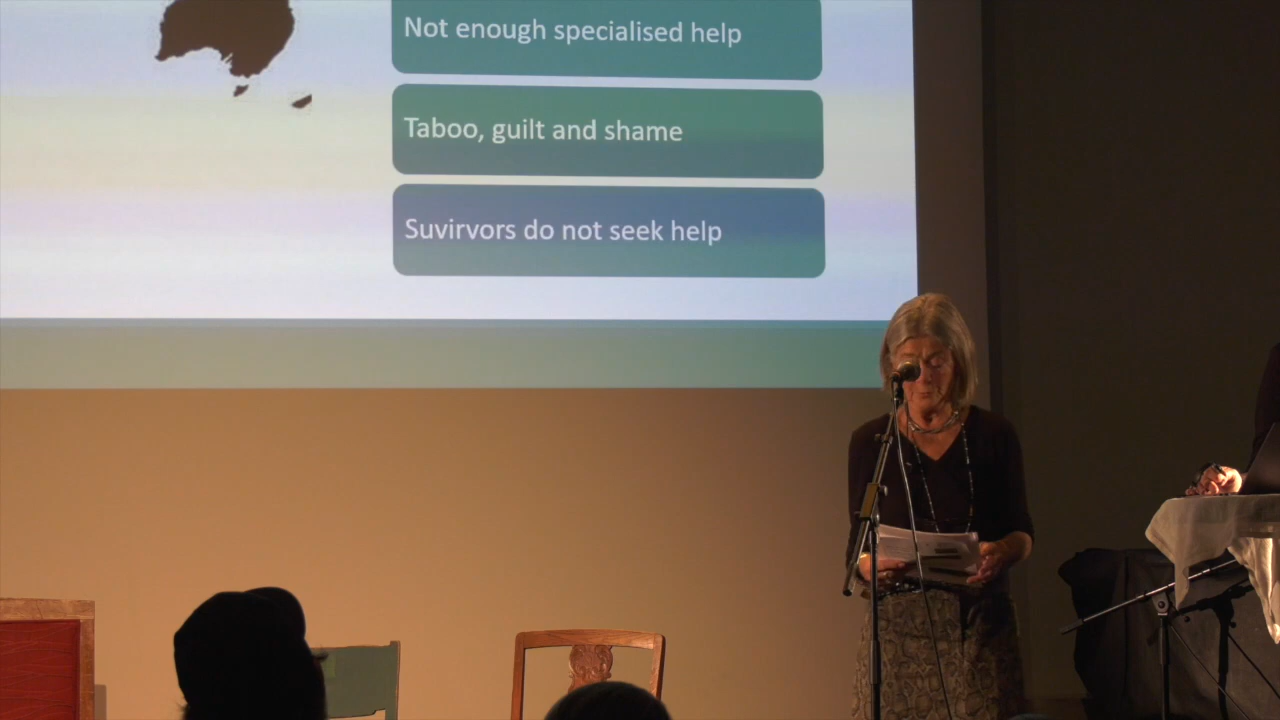 Not enough specialised help
Taboo, guilt and shame
Suvirvors do not seek help